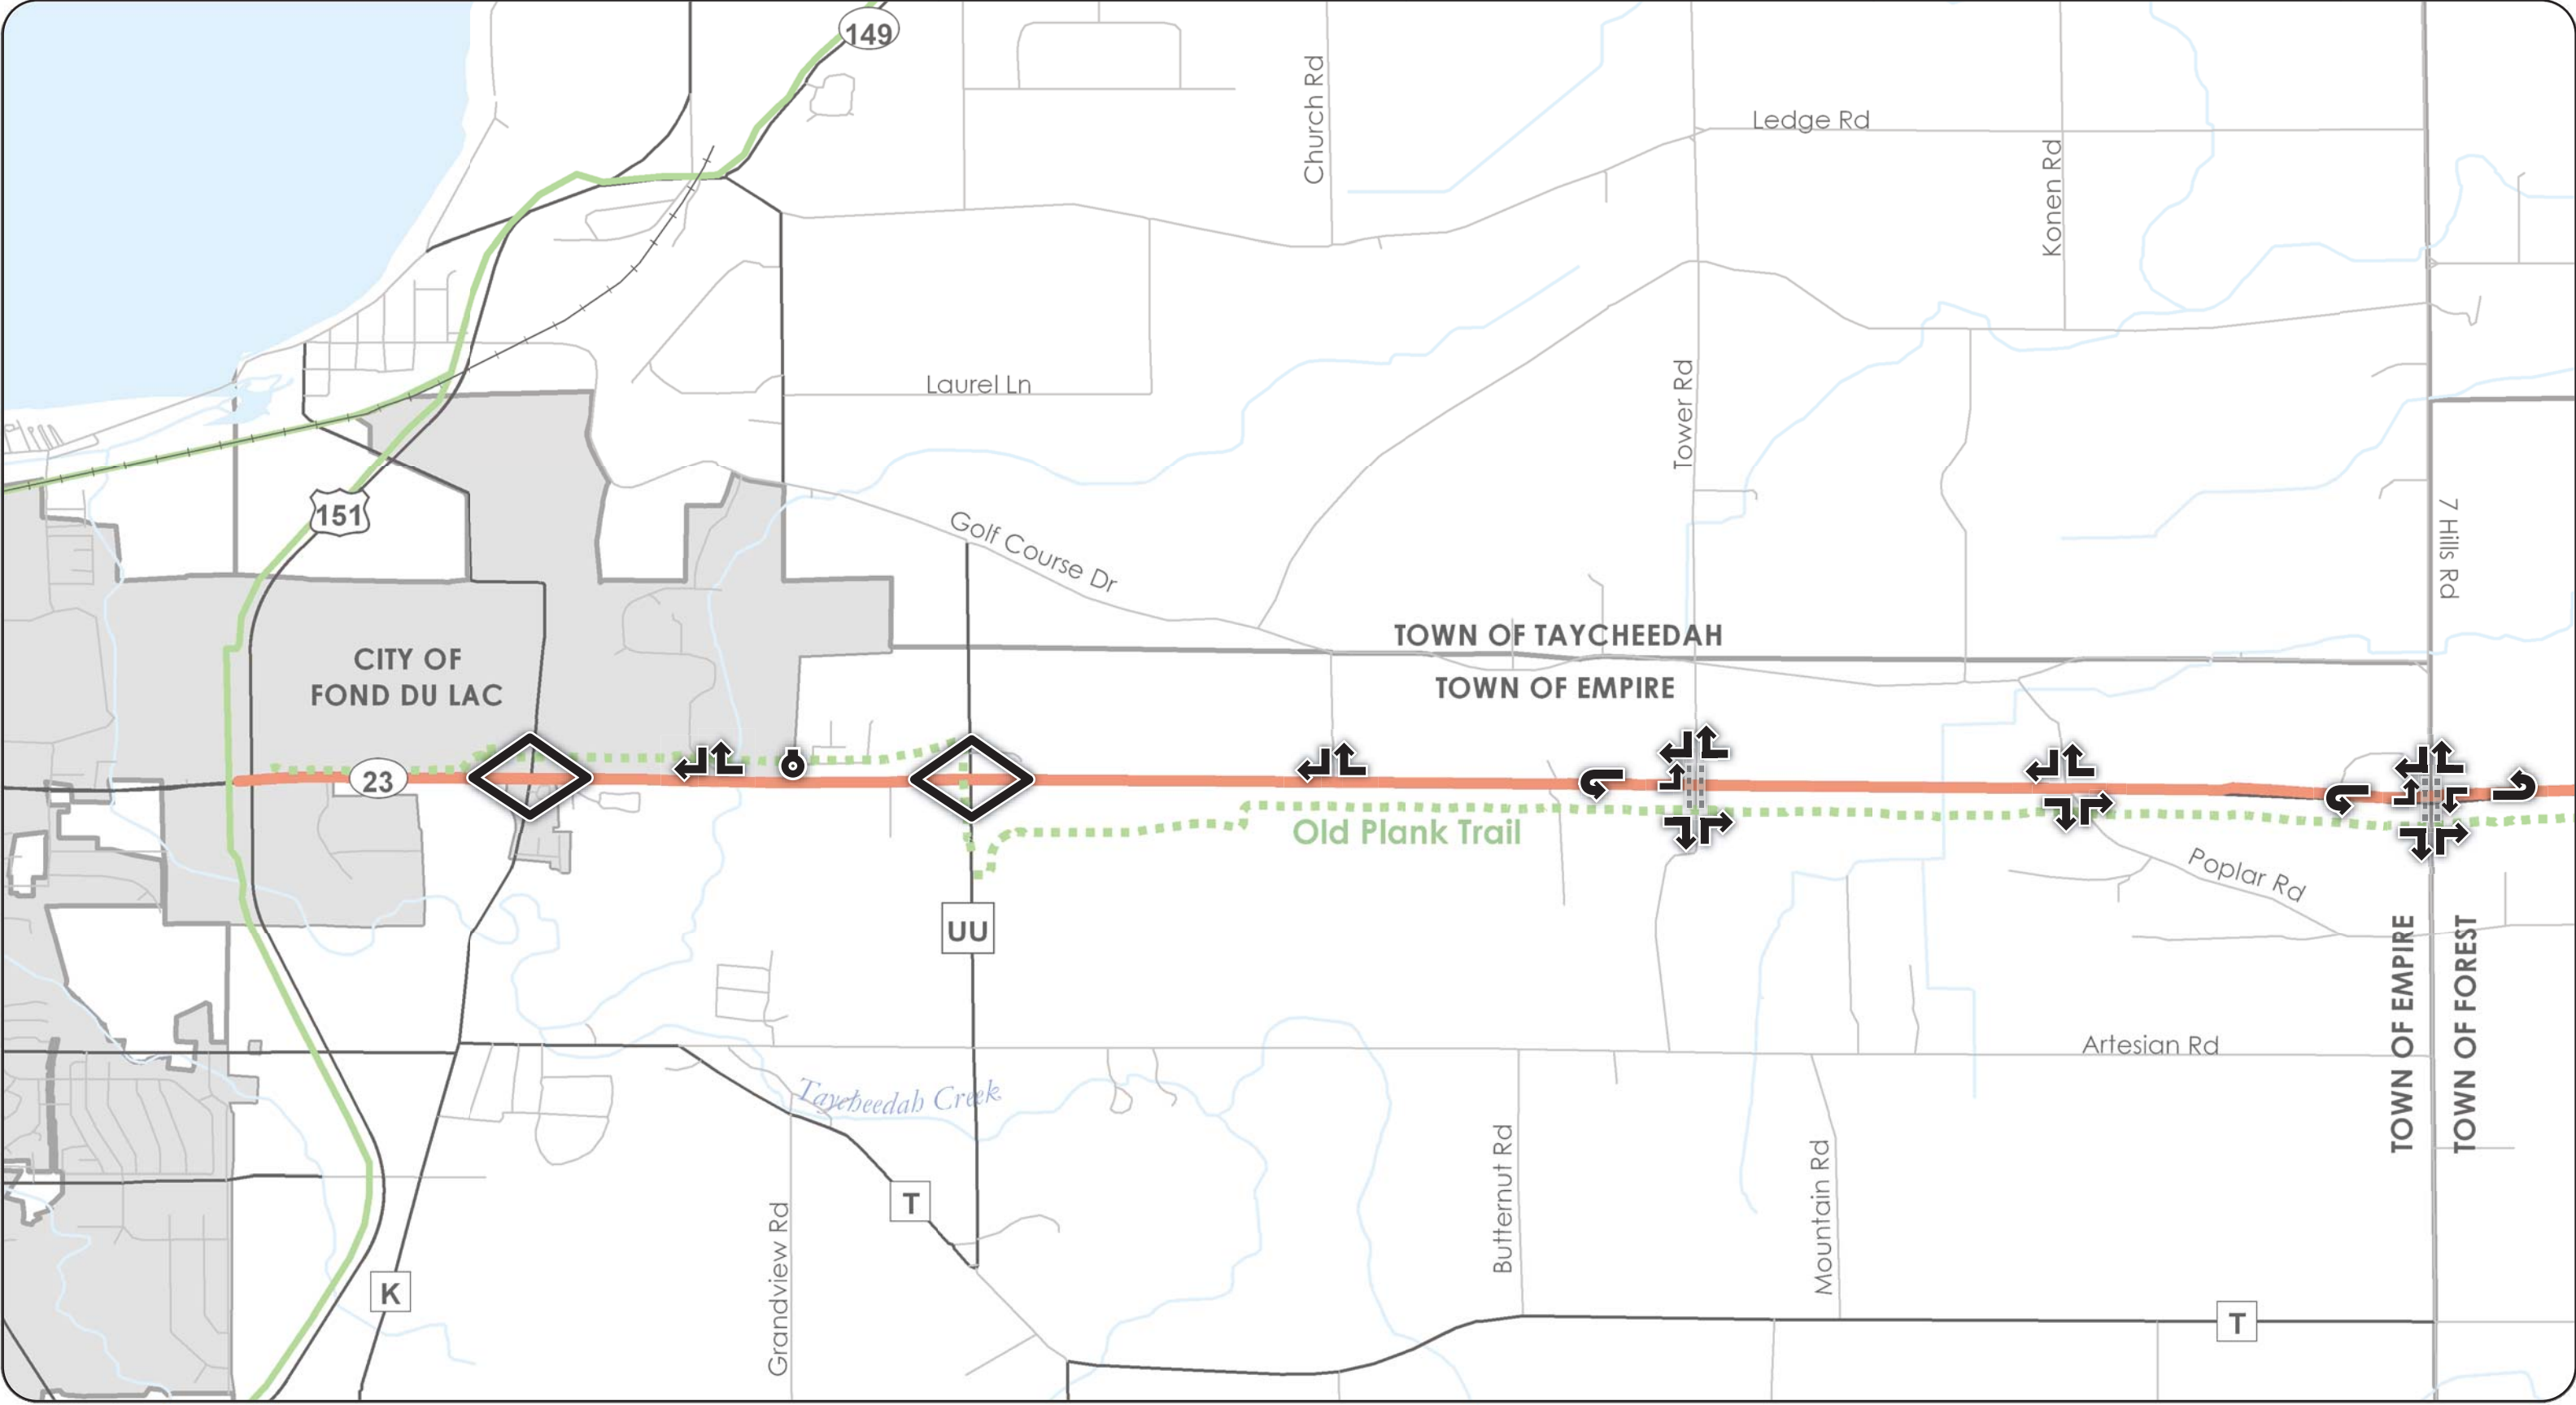 149
Church Rd
Ledge Rd
Konen Rd
Laurel Ln
Tower Rd
151
Golf Course Dr
7 Hills Rd
TOWN OF TAYCHEEDAH
CITY OF
FOND DU LAC
TOWN OF EMPIRE
23
Old Plank Trail
Poplar Rd
UU
TOWN OF EMPIRE
TOWN OF FOREST
Artesian Rd
Taycheedah Creek
Butternut Rd
Mountain Rd
T
Grandview Rd
K
T